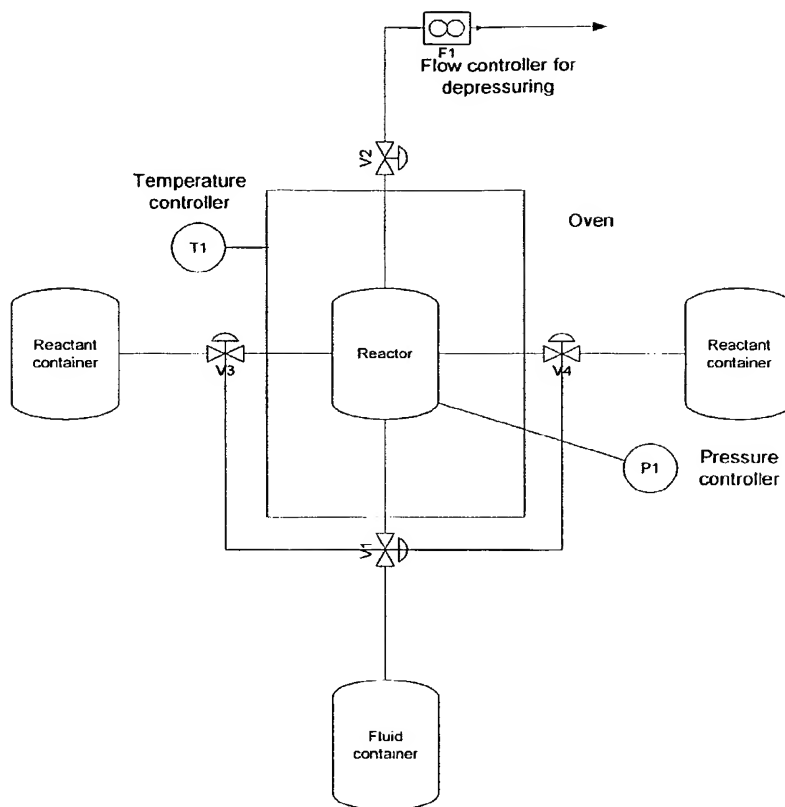 F1
Flow controller for
depressuring
V2
Temperature
controller
T1
Oven
Reactant
container
V3
Reactor
V4
Reactant
container
P1
Pressure
controller
V1
Fluid
container